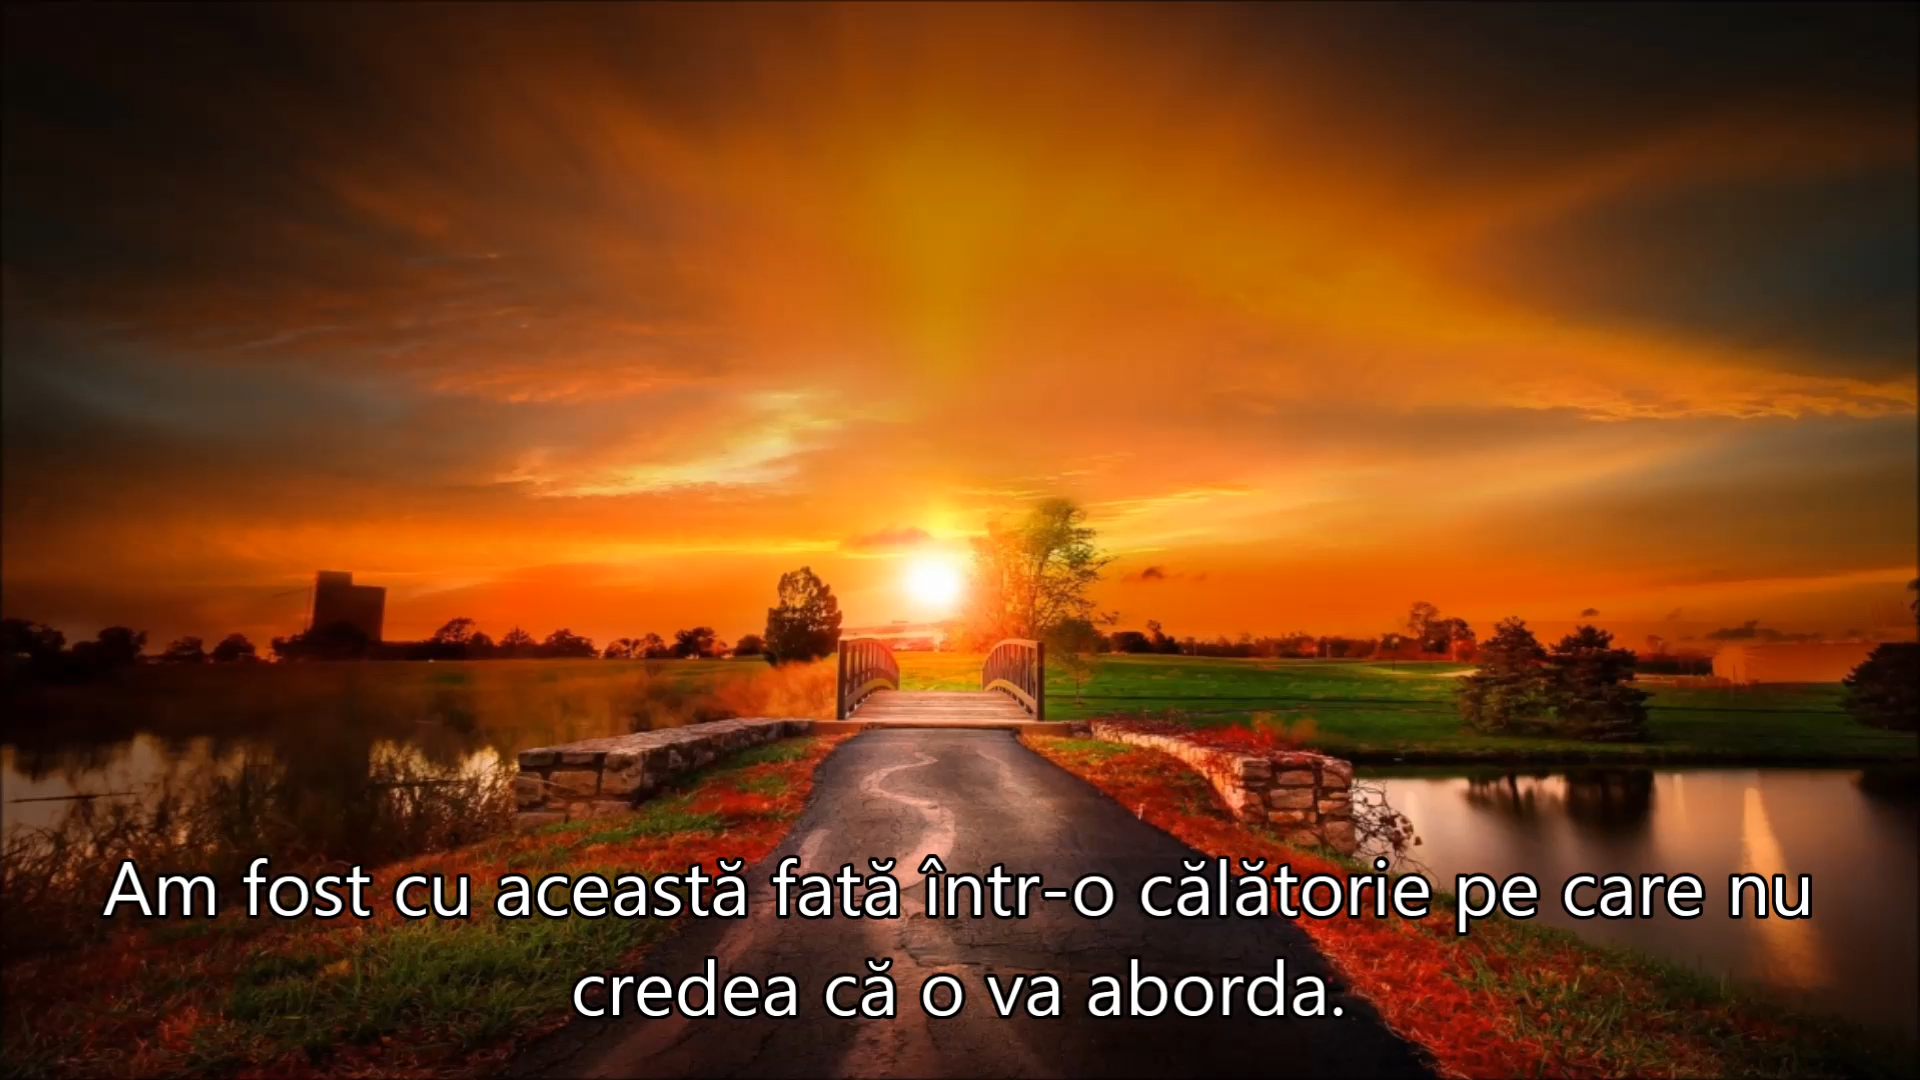 Am fost cu această fată într-o călătorie pe care nu
credea că o va aborda.